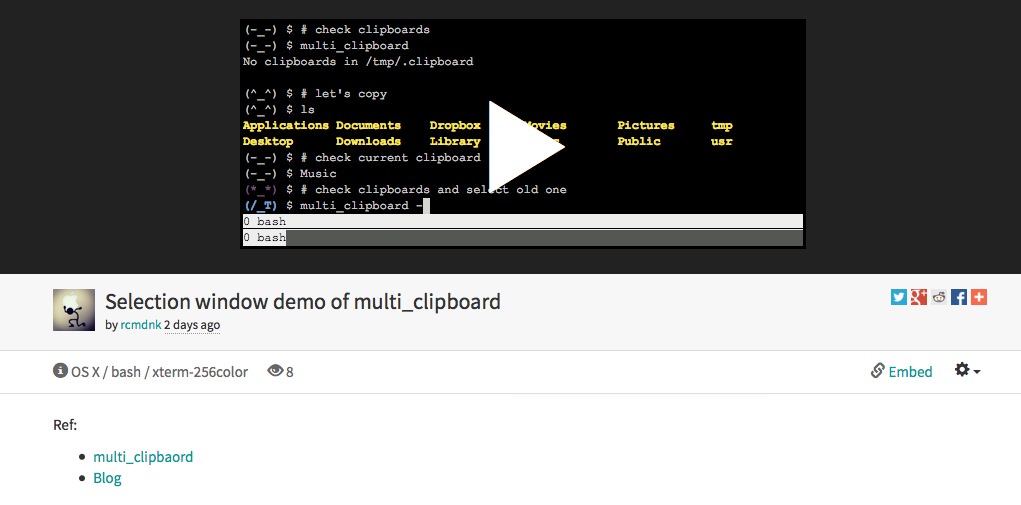 (-_-) $ # check clipboards
(-_-) $ multi_clipboard
No clipboards in /tmp/.clipboard
(^_^) $ # let's copy
(^_^) $ ls
Applications Documents Dropbox Movies Pictures tmp
Desktop Downloads Library Public usr
(-_-) $ # check current clipboard
(-_-) $ Music
(*_*) $ # check clipboards and select old one
(/_T) $ multi_clipboard -
0 bash
0 bash
Selection window demo of multi_clipboard
by rcmdnk 2 days ago
OS X / bash / xterm-256color 8
Embed
Ref:
multi_clipbaord
Blog